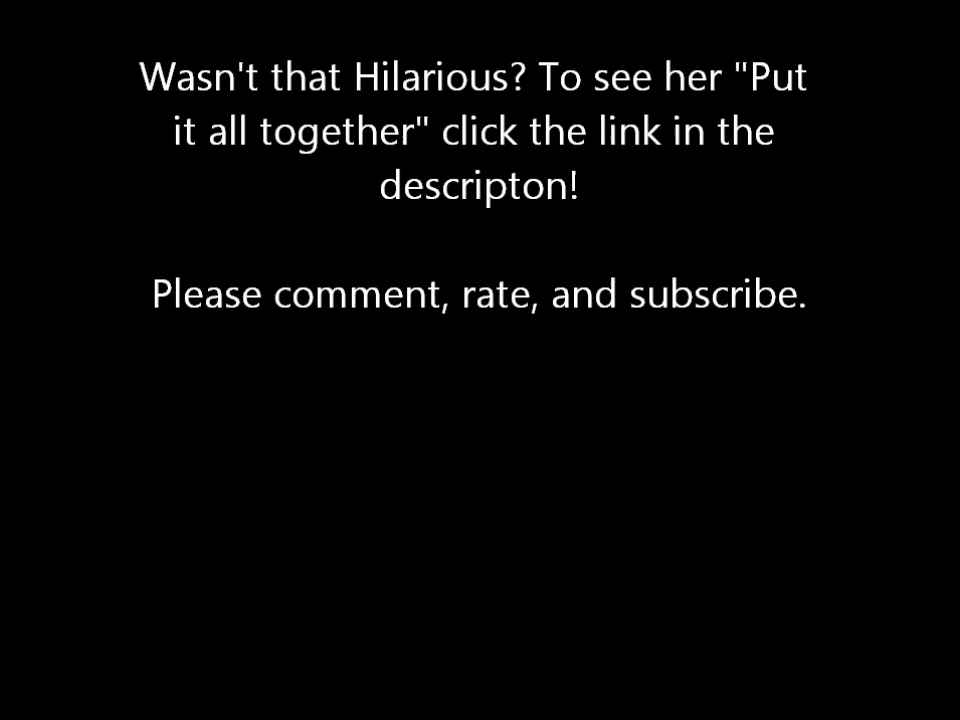 Wasn't that Hilarious? To see her "Put
it all together" click the link in the
descripton!
Please comment, rate, and subscribe.